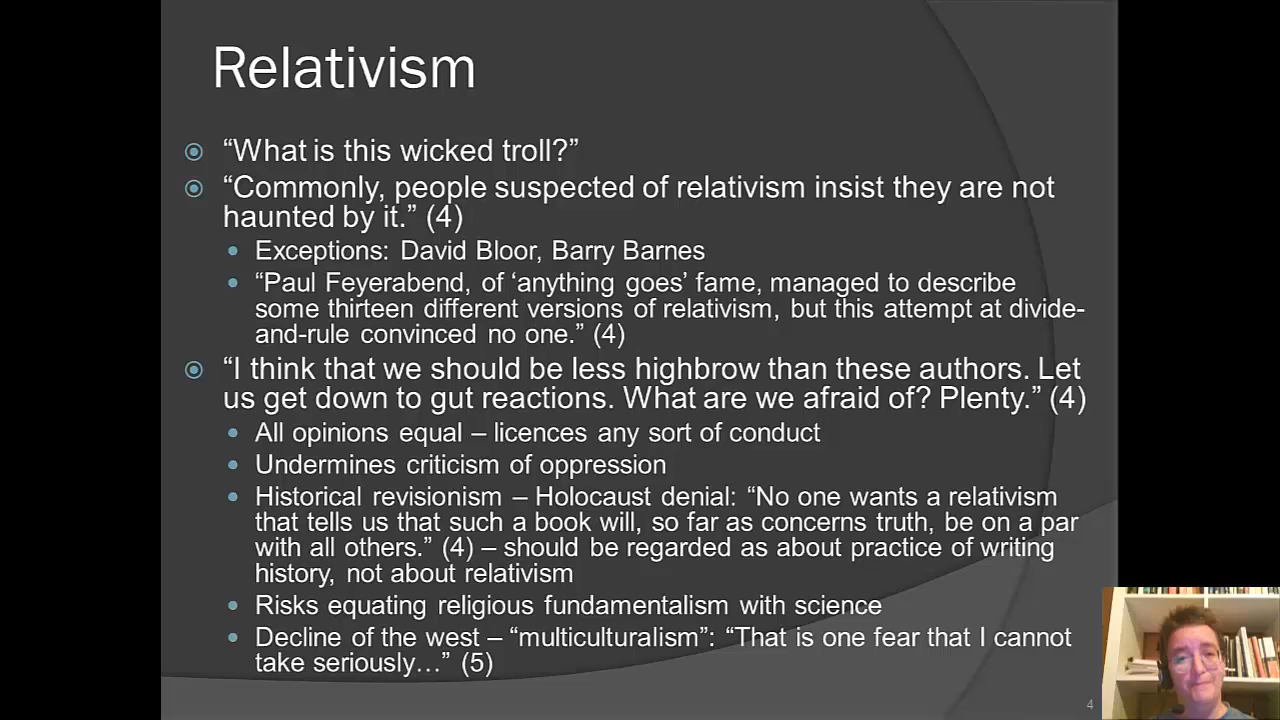 Relativism
“What is this wicked troll?”
“Commonly, people suspected of relativism insist they are not
haunted by it.” (4)
Exceptions: David Bloor, Barry Barnes
“Paul Feyerabend, of ‘anything goes’ fame, managed to describe
some thirteen different versions of relativism, but this attempt at divide-
and-rule convinced no one.” (4)
“I think that we should be less highbrow than these authors. Let
us get down to gut reactions. What are we afraid of? Plenty.” (4)
All opinions equal – licences any sort of conduct
Undermines criticism of oppression
Historical revisionism – Holocaust denial: “No one wants a relativism
that tells us that such a book will, so far as concerns truth, be on a par
with all others.” (4) – should be regarded as about practice of writing
history, not about relativism
Risks equating religious fundamentalism with science
Decline of the west – “multiculturalism”: “That is one fear that I cannot
take seriously…” (5)
4